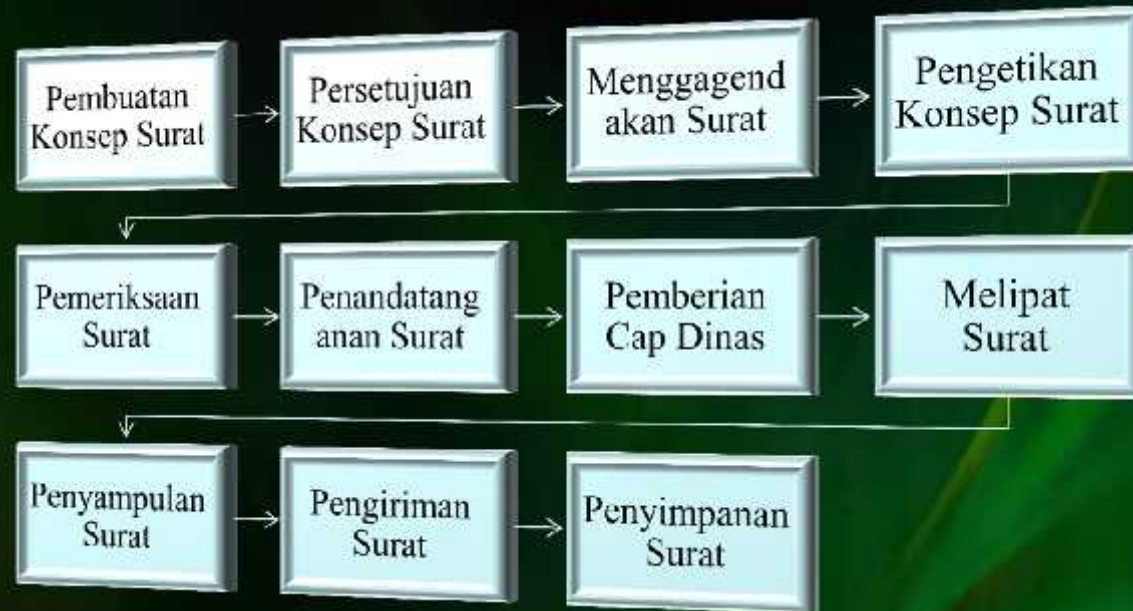 Pembuatan
Konsep Surat
Persetujuan
Konsep Surat
Menggagend
akan Surat
Pengetikan
Konsep Surat
Pemeriksaan
Surat
Penandatang
anan Surat
Pemberian
Cap Dinas
Melipat
Surat
Penyampulan
Surat
Pengiriman
Surat
Penyimpanan
Surat